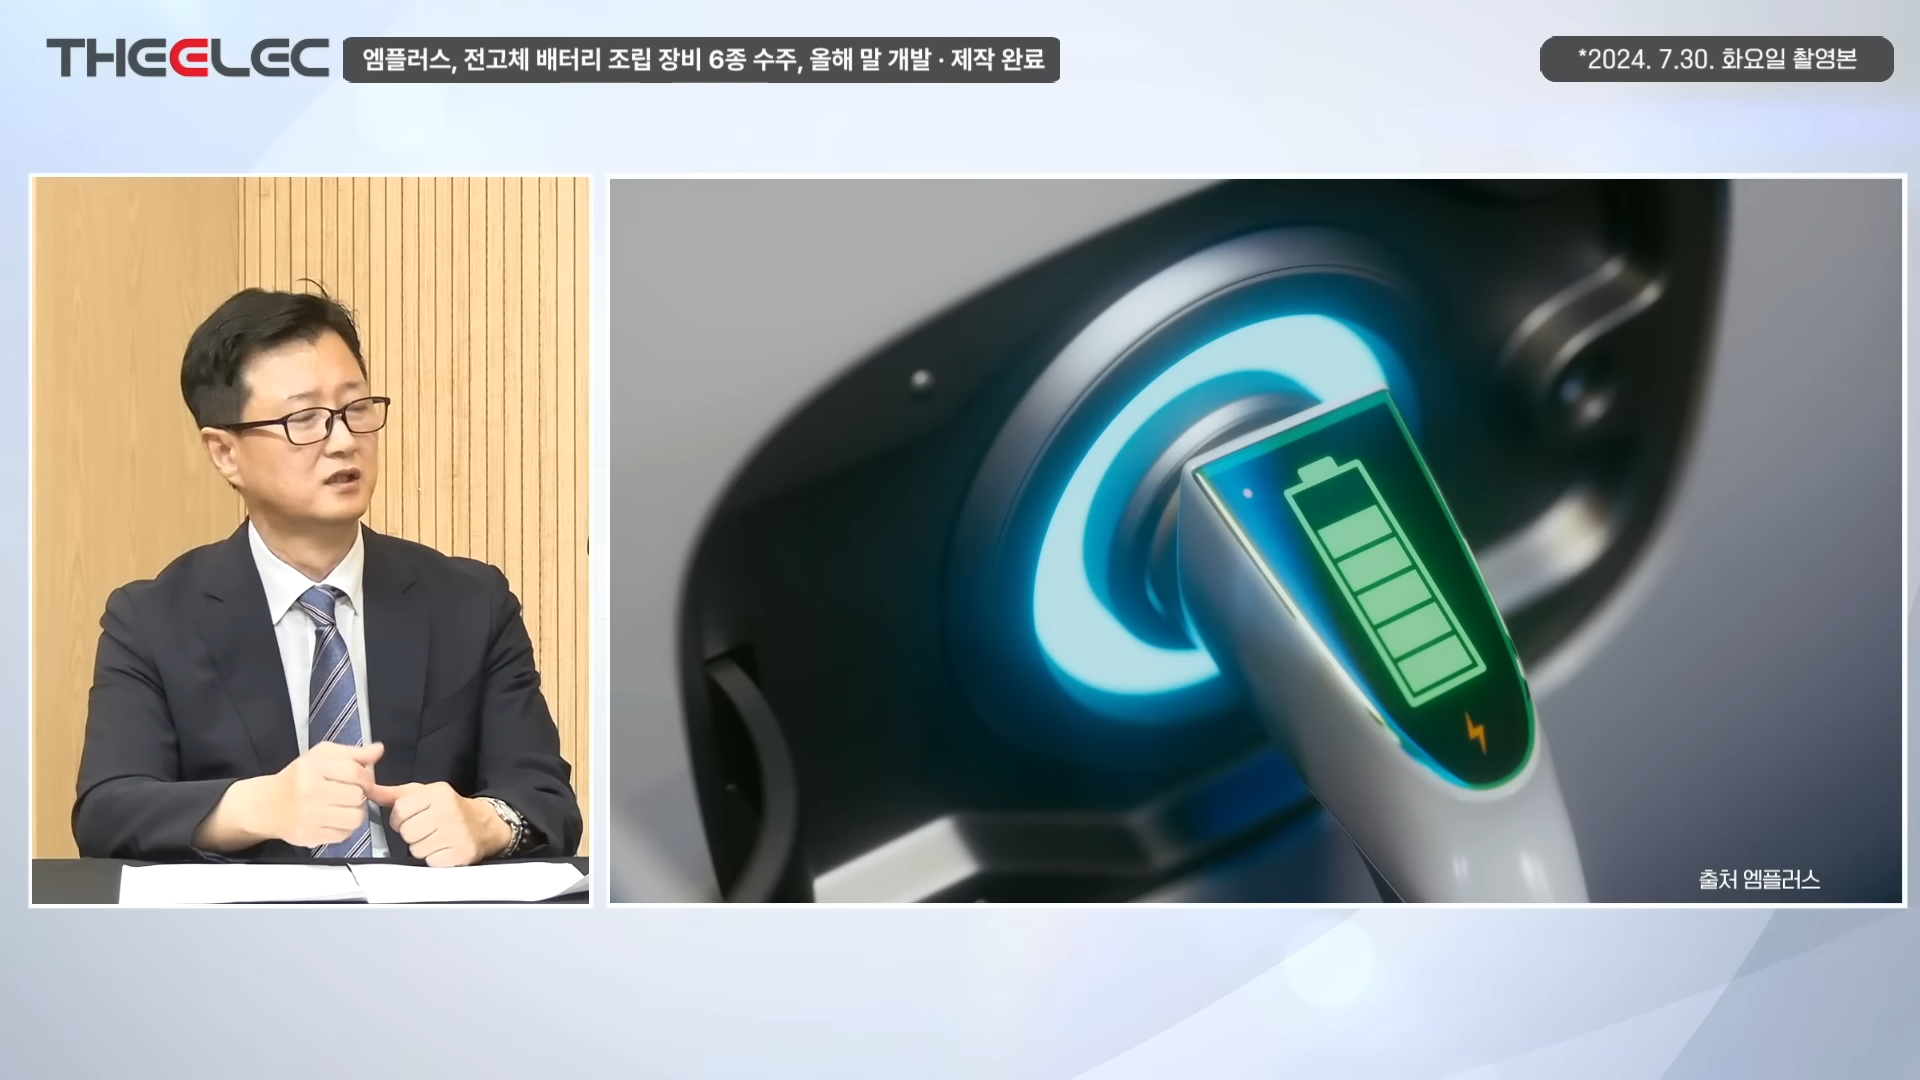 THEELEC
엠플러스, 전고체 배터리 조립 장비 6종 수주, 올해 말 개발 · 제작 완료
*2024. 7.30. 화요일 촬영본
출처 엠플러스